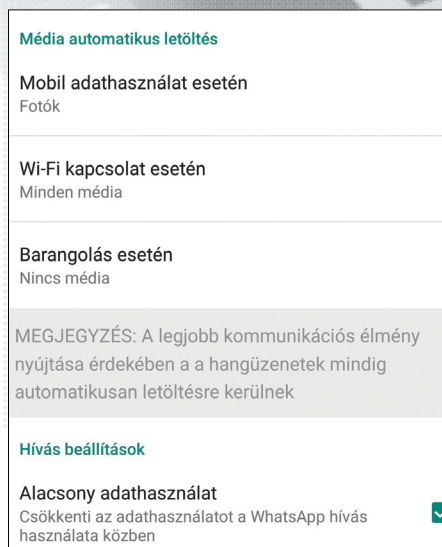 Média automatikus letöltés
Mobil adathasználat esetén
Fotók
Wi-Fi kapcsolat esetén
Minden média
Barangolás esetén
Nincs média
MEGJEGYZÉS: A legjobb kommunikációs élmény
nyújtása érdekében a a hangüzenetek mindig
automatikusan letöltésre kerülnek
Hívás beállítások
Alacsony adathasználat
Csökkenti az adathasználatot a WhatsApp hívás
használata közben